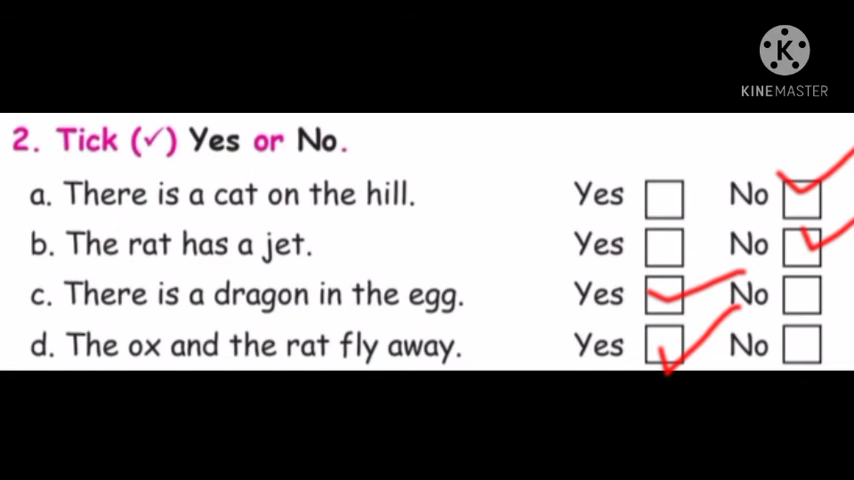 K
KINEMASTER
2. Tick (✓) Yes or No.
a. There is a cat on the hill. Yes No
b. The rat has a jet. Yes No
c. There is a dragon in the egg. Yes No
d. The ox and the rat fly away. Yes No